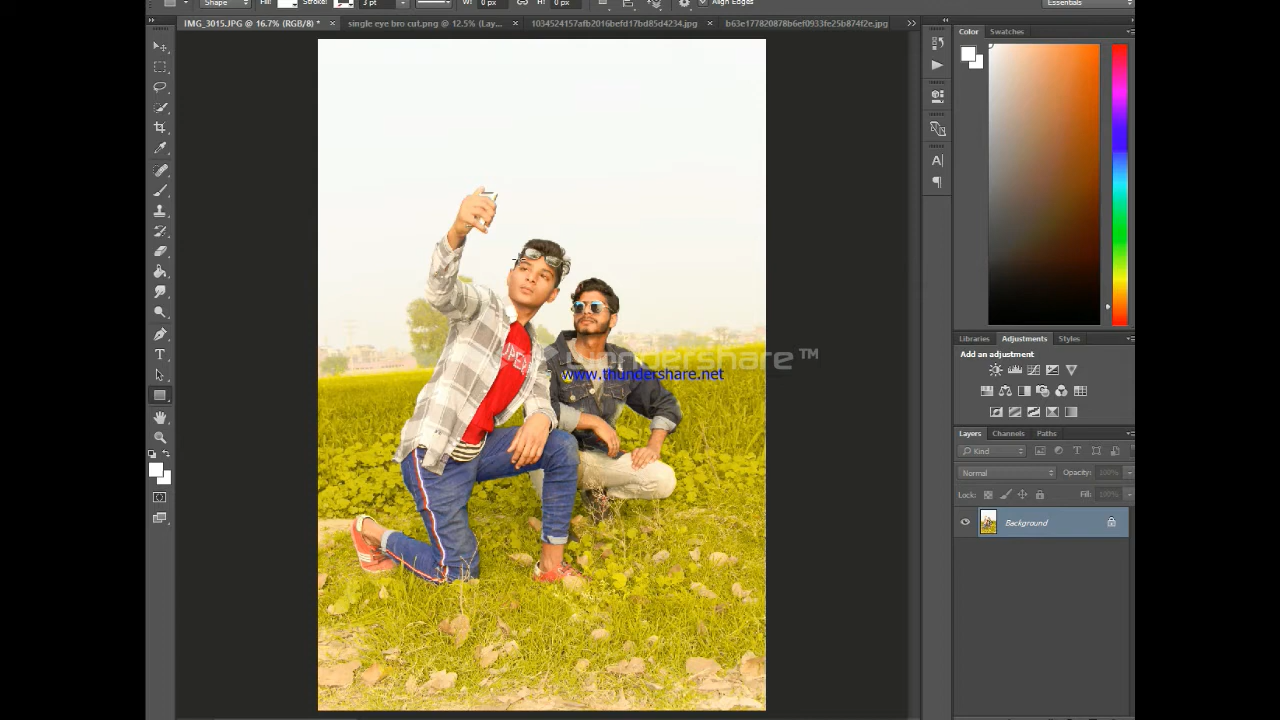 Shape Fill: Stroke: 3 pt W: 0 px H: 0 px Align Edges Essentials
IMG_3015.JPG @ 16.7% (RGB/8) * × single eye bro cut.png @ 12.5% (Lay... × 1034524157afb2016befd17bd85d4234.jpg × b63e177820878b6ef0933fe25b874f2e.jpg
Color Swatches
Libraries Adjustments Styles
Add an adjustment
Layers Channels Paths
Kind
Normal Opacity: 100%
Lock: Fill: 100%
Background
wondershare™
www.thundershare.net